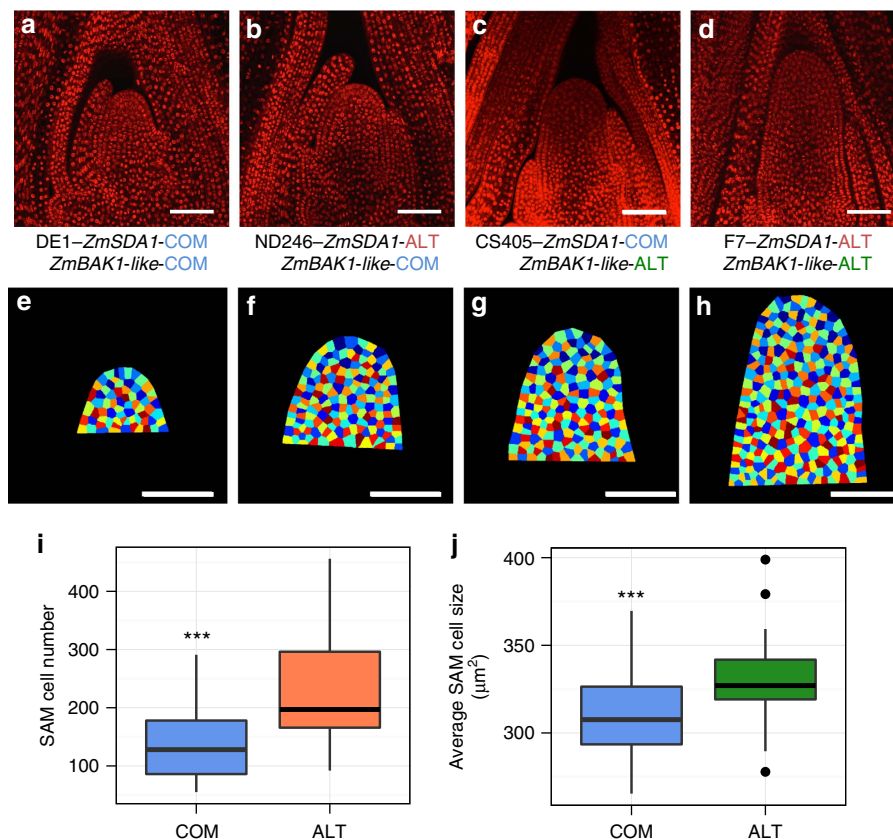 a b c d
DE1–ZmSDA1-COM ND246–ZmSDA1-ALT CS405–ZmSDA1-COM F7–ZmSDA1-ALT
ZmBAK1-like-COM ZmBAK1-like-COM ZmBAK1-like-ALT ZmBAK1-like-ALT
e f g h
i
SAM cell number
400
300
200
100
***
COM ALT
j
Average SAM cell size
(μm²)
400
350
300
***
COM ALT